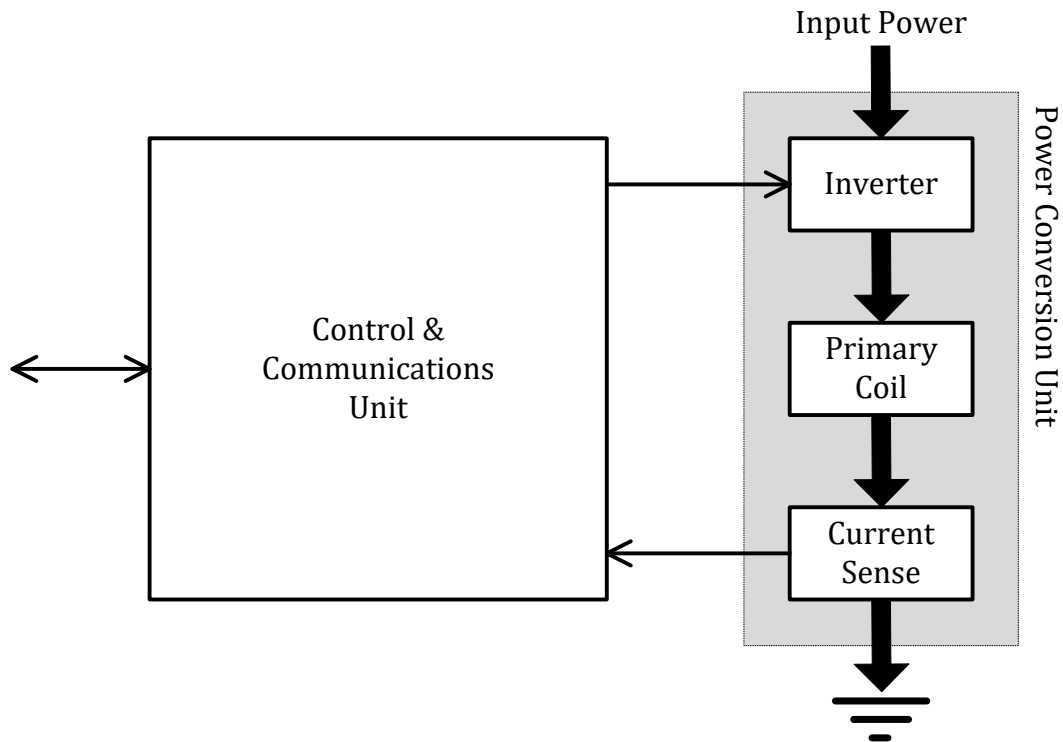 Input Power
Inverter
Primary
Coil
Current
Sense
Power Conversion Unit
Control &
Communications
Unit